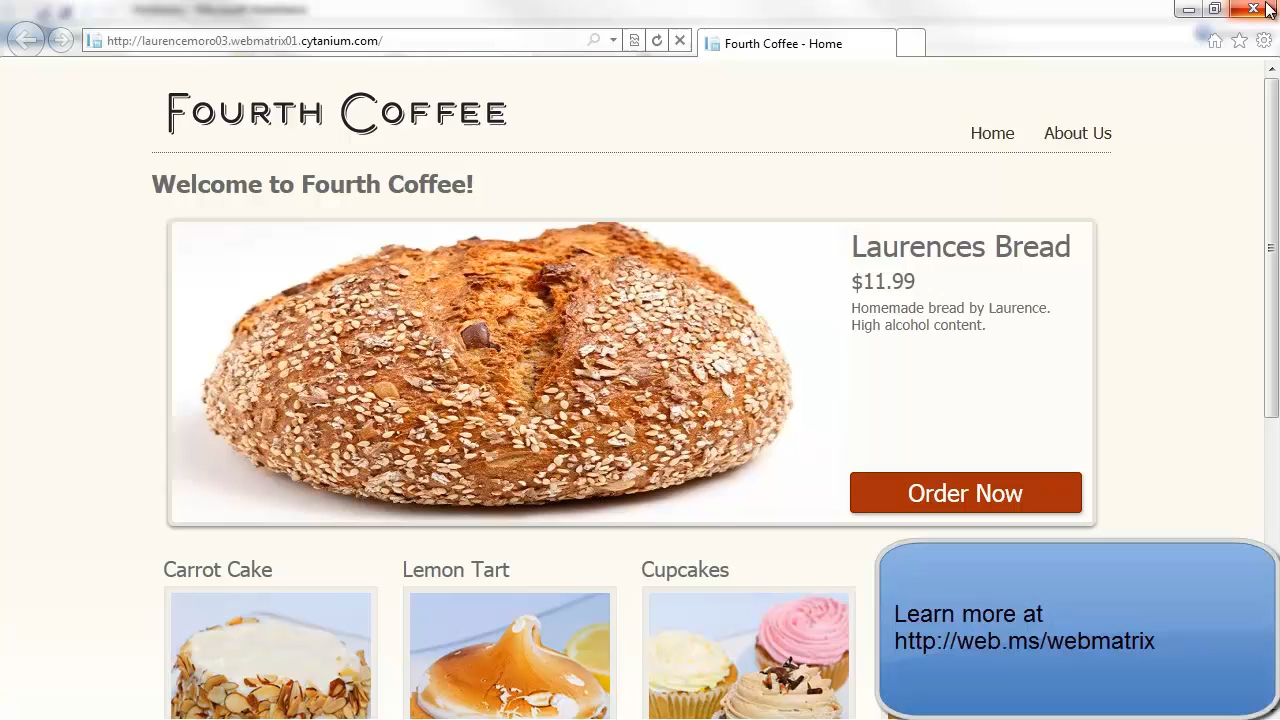 http://laurencemoro03.webmatrix01.cytanium.com/
Fourth Coffee - Home
Fourth Coffee
Home
About Us
Welcome to Fourth Coffee!
Laurences Bread
$11.99
Homemade bread by Laurence.
High alcohol content.
Order Now
Carrot Cake
Lemon Tart
Cupcakes
Learn more at
http://web.ms/webmatrix